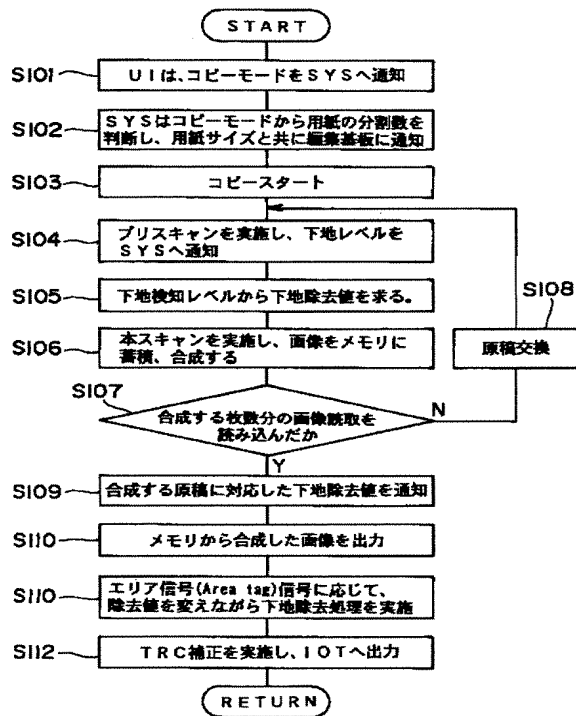 START
S101
UIは、コピーモードをSYSへ通知
S102
SYSはコピーモードから用紙の分割数を
判断し、用紙サイズと共に編集基板に通知
S103
コピースタート
S104
プリスキャンを実施し、下地レベルを
SYSへ通知
S105
下地検知レベルから下地除去値を求る。
S106
本スキャンを実施し、画像をメモリに
蓄積、合成する
S107
合成する枚数分の画像読取を
読み込んだか
N
S108
原稿交換
Y
S109
合成する原稿に対応した下地除去値を通知
S110
メモリから合成した画像を出力
S110
エリア信号(Area tag)信号に応じて、
除去値を変えながら下地除去処理を実施
S112
TRC補正を実施し、IOTへ出力
RETURN